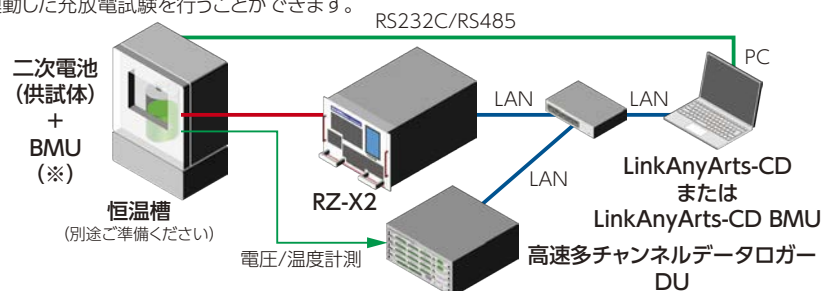 動した充放電試験を行うことができます。
RS232C/RS485
PC
二次電池
(供試体)
+
BMU
(※)
LAN
LAN
LAN
RZ-X2
LinkAnyArts-CD
または
LinkAnyArts-CD BMU
恒温槽
(別途ご準備ください)
電圧/温度計測
高速多チャンネルデータロガー
DU